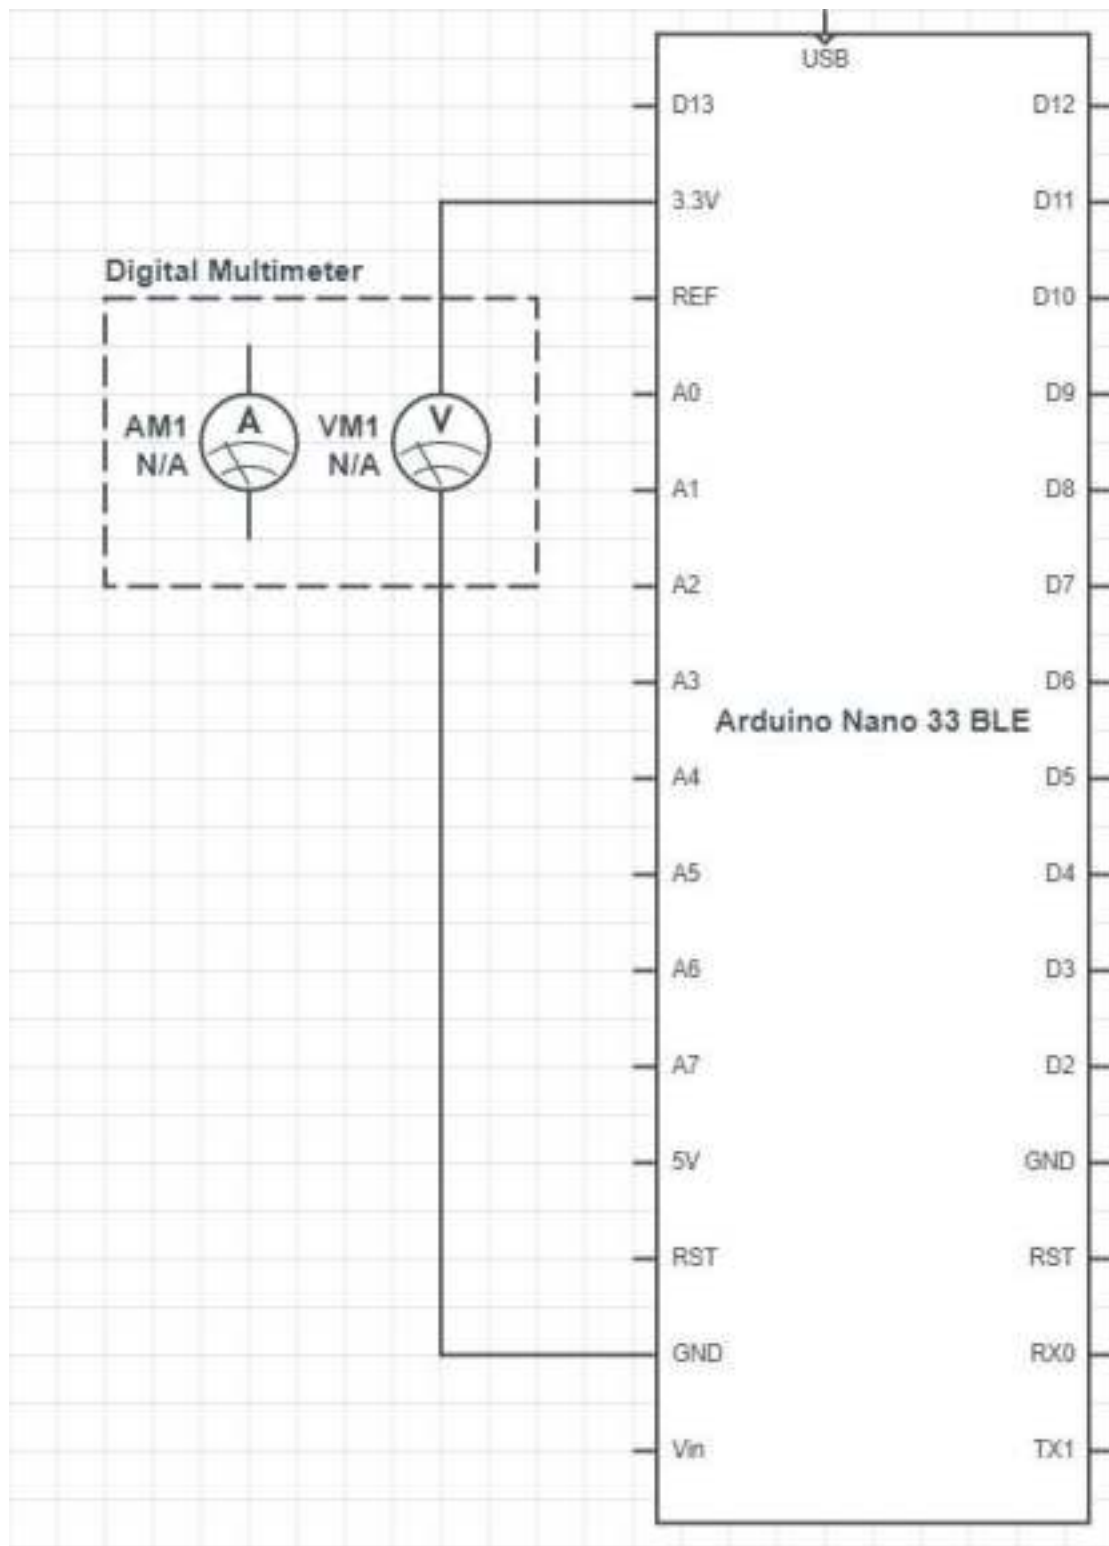 USB
D13 D12
3.3V D11
Digital Multimeter
REF D10
A0 D9
A
V
AM1
N/A
VM1
N/A
A1 D8
A2 D7
A3 D6
Arduino Nano 33 BLE
A4 D5
A5 D4
A6 D3
A7 D2
5V GND
RST RST
GND RX0
Vin TX1